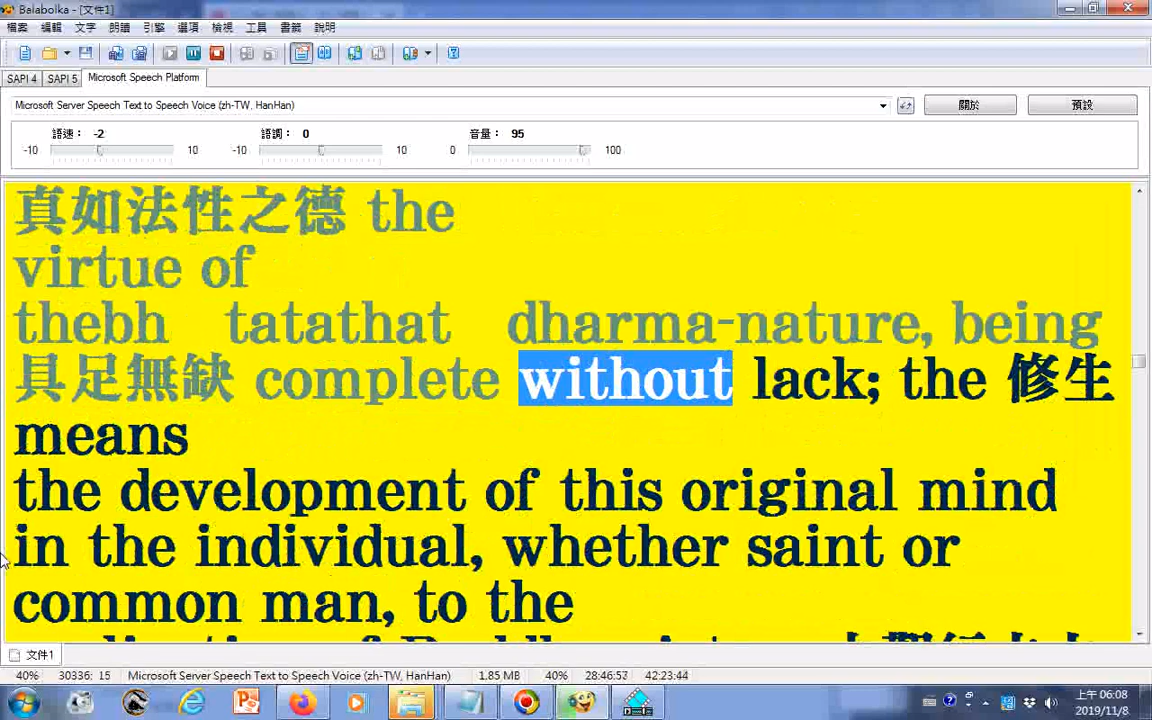 Balabolka - [文件1]
檔案 編輯 文字 朗讀 引擎 選項 檢視 工具 書籤 說明
SAPI 4 SAPI 5 Microsoft Speech Platform
Microsoft Server Speech Text to Speech Voice (zh-TW, HanHan) 關於 預設
語速： -2 語調： 0 音量： 95
-10 10 -10 10 0 100
真如法性之德 the
virtue of
thebh tatathat dharma-nature, being
具足無缺 complete without lack; the 修生
means
the development of this original mind
in the individual, whether saint or
common man, to the
文件1
40% 30336: 15 Microsoft Server Speech Text to Speech Voice (zh-TW, HanHan) 1.85 MB 40% 28:46:57 42:23:44
上午 06:08
2019/11/8